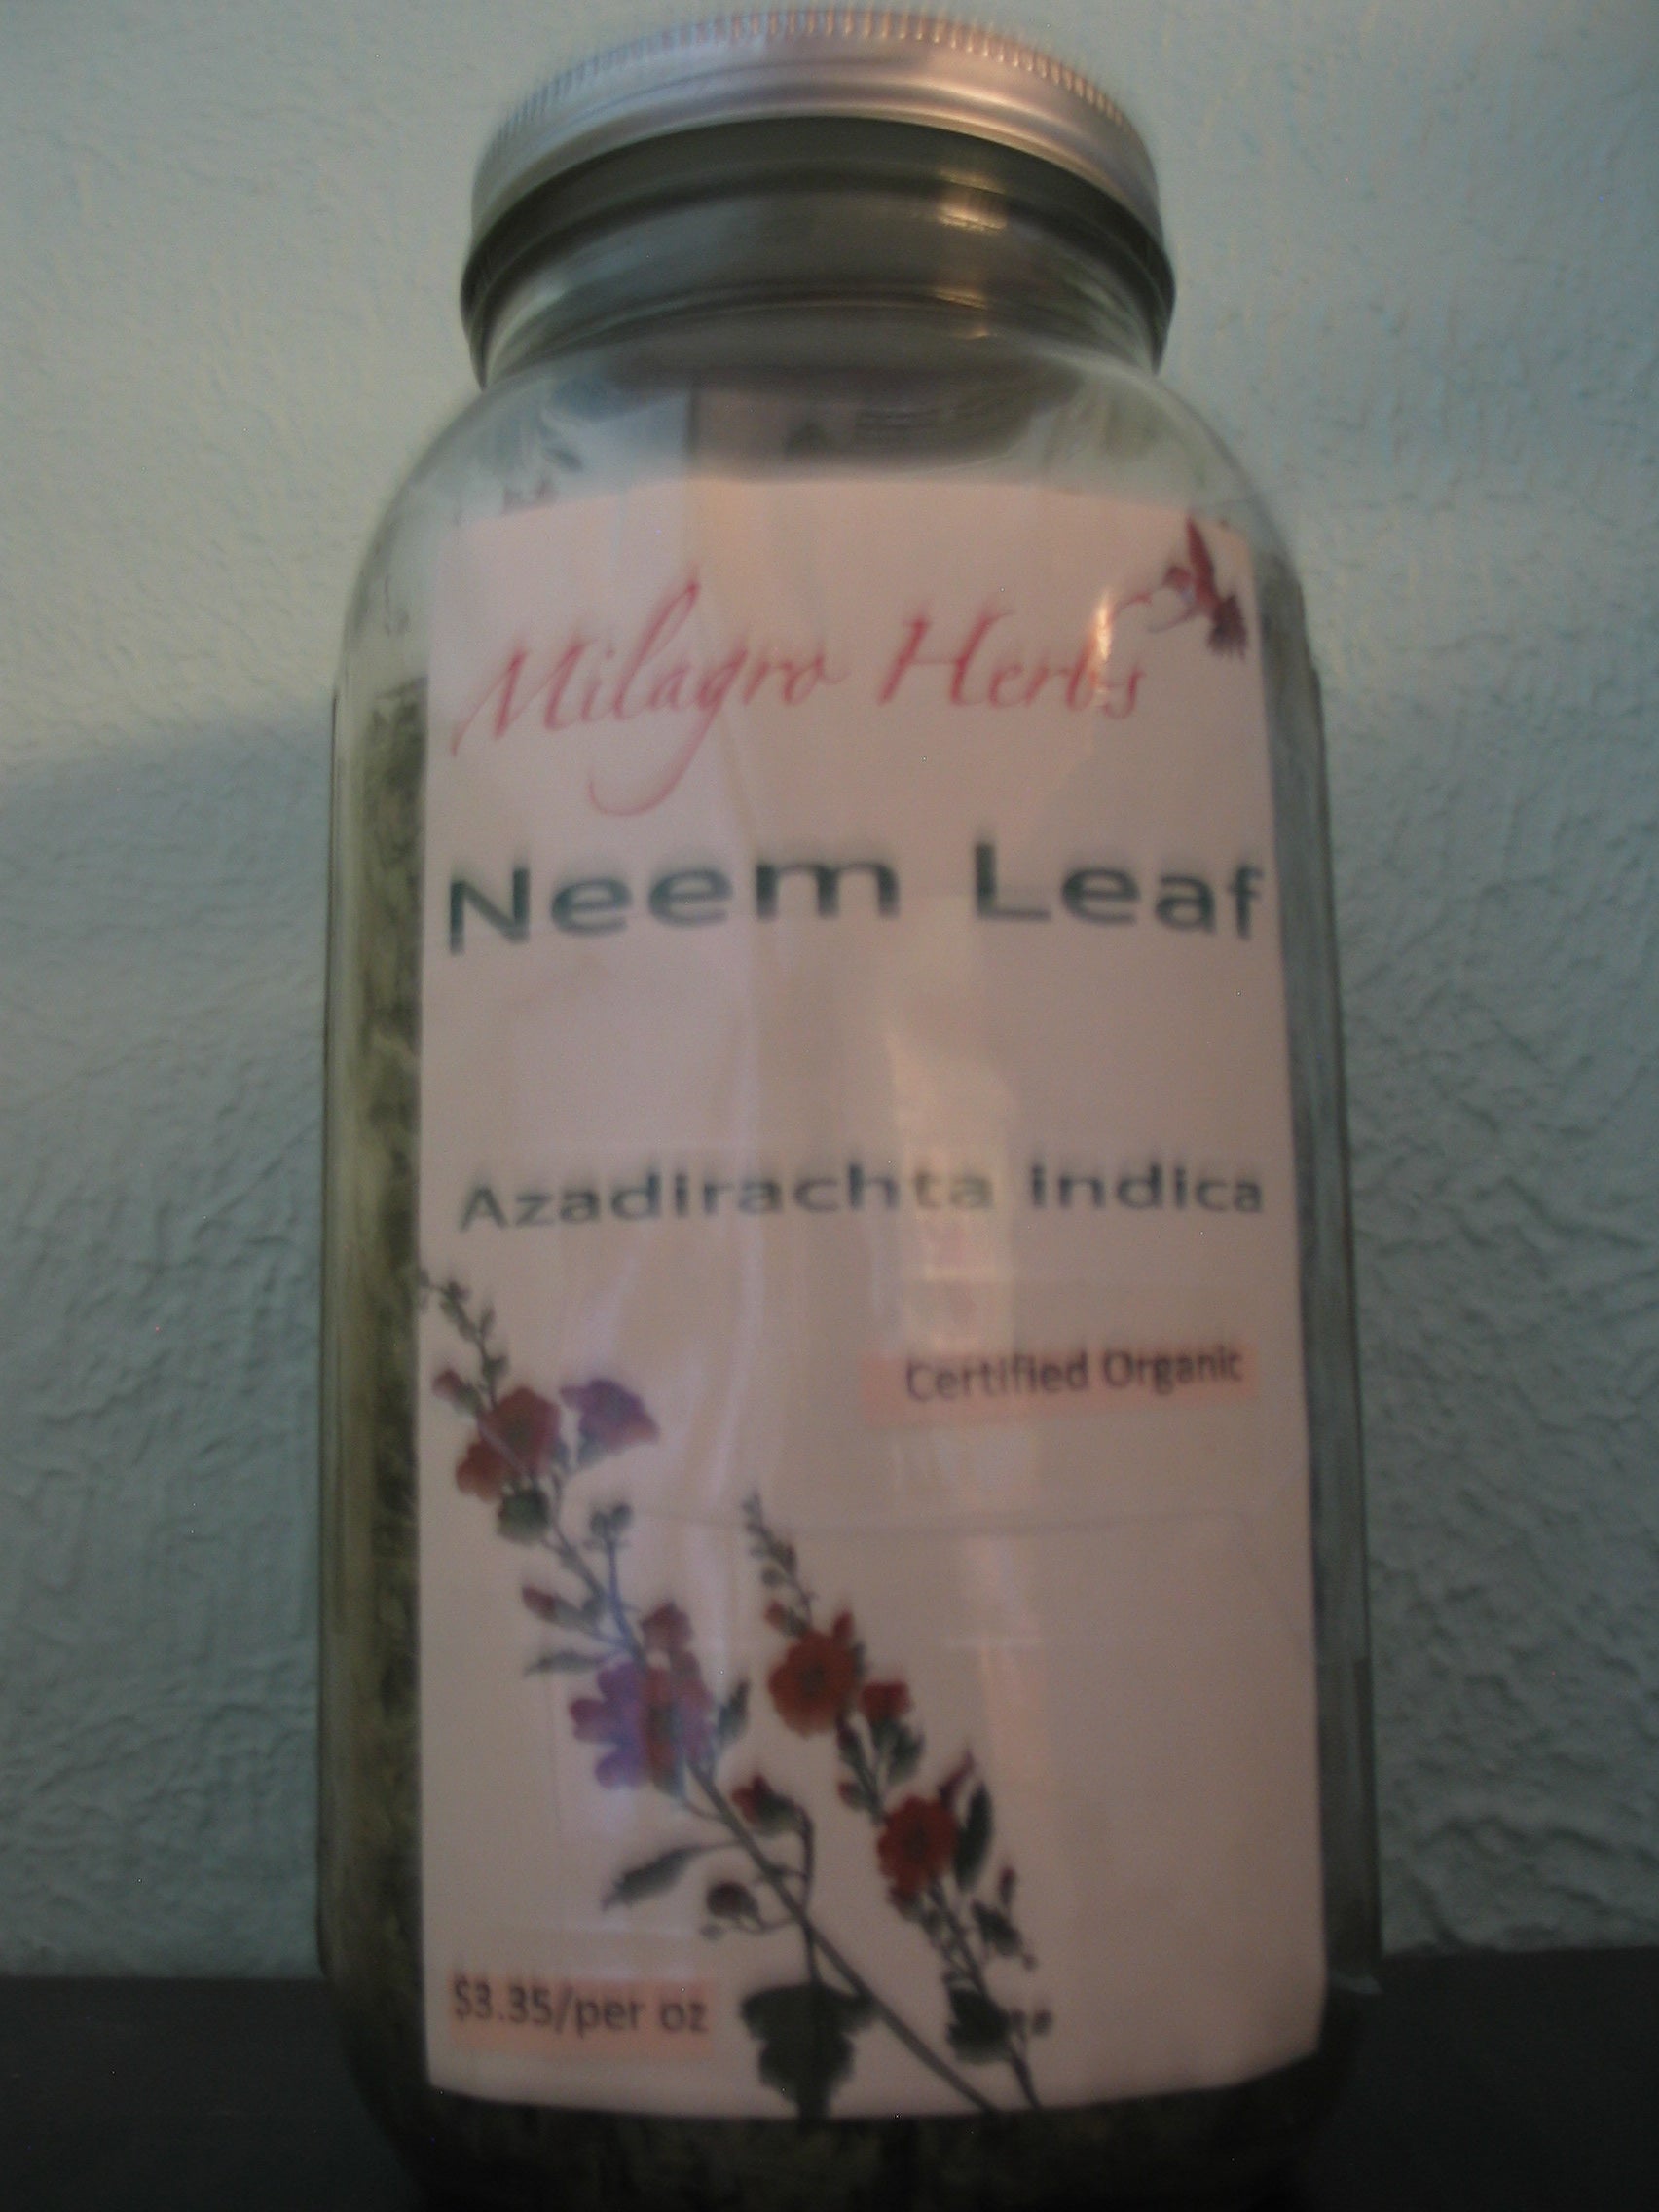 Milagro Herbs
Neem Leaf
Azadirachta indica
Certified Organic
$3.35/per oz